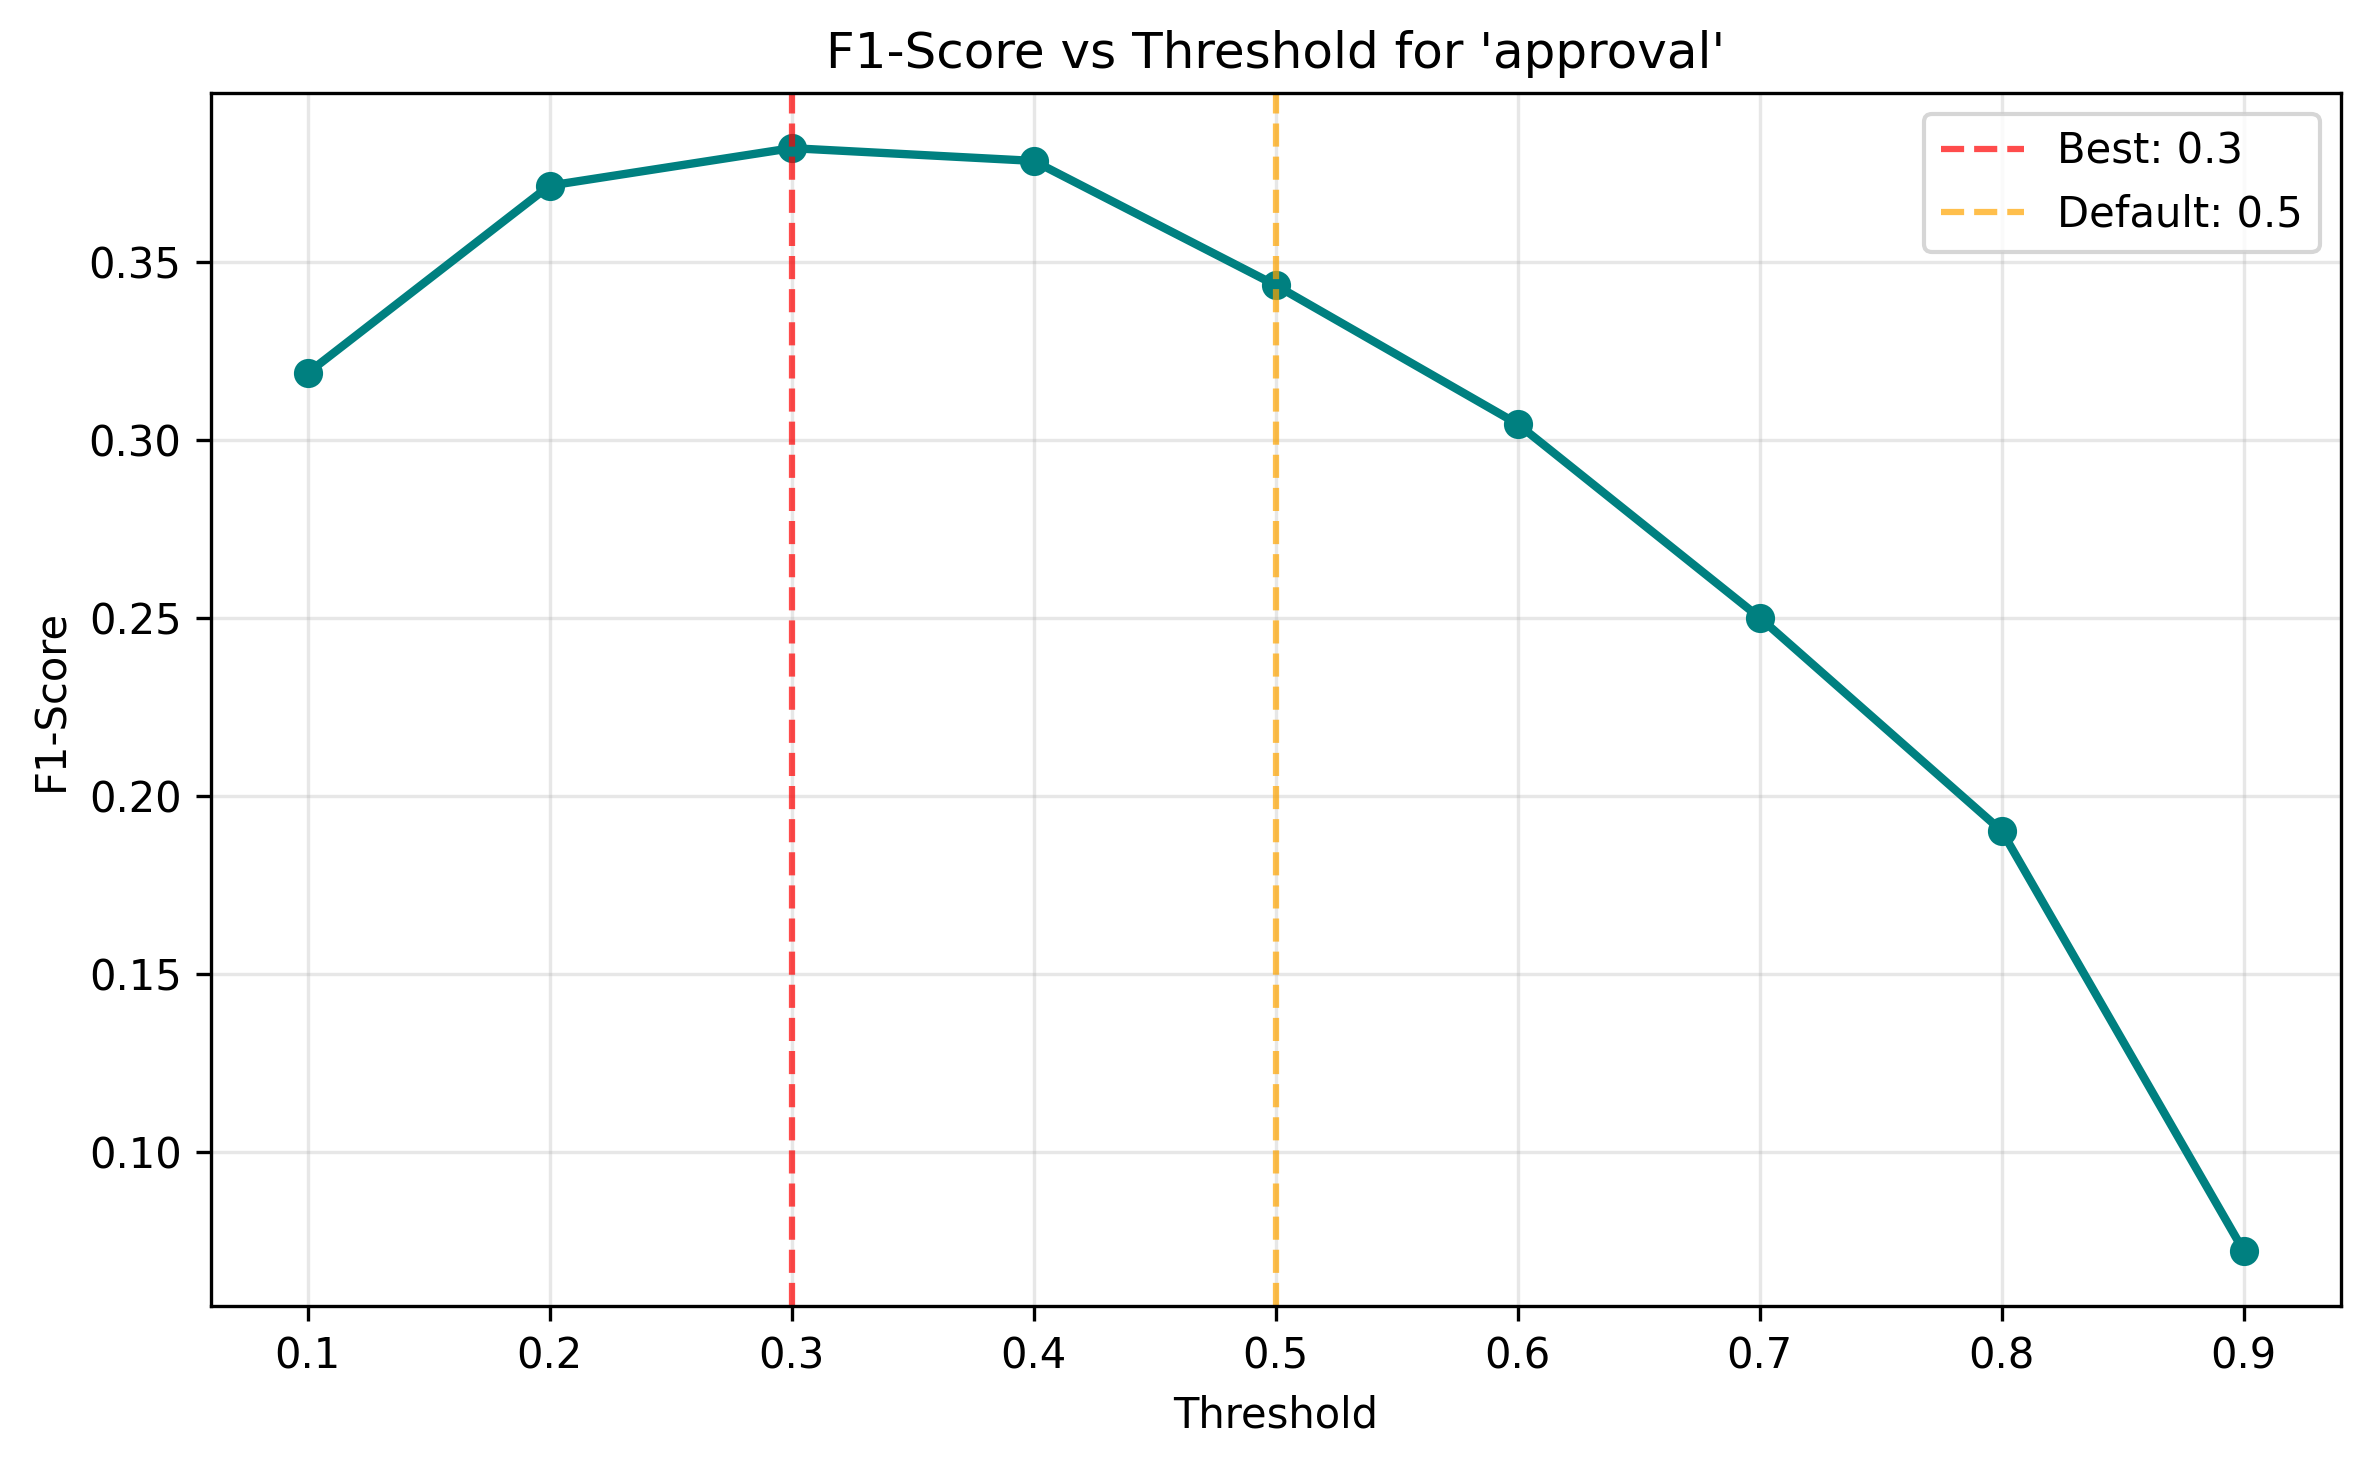 F1-Score vs Threshold for 'approval'
Best: 0.3
Default: 0.5
F1-Score
0.35
0.30
0.25
0.20
0.15
0.10
0.1 0.2 0.3 0.4 0.5 0.6 0.7 0.8 0.9
Threshold